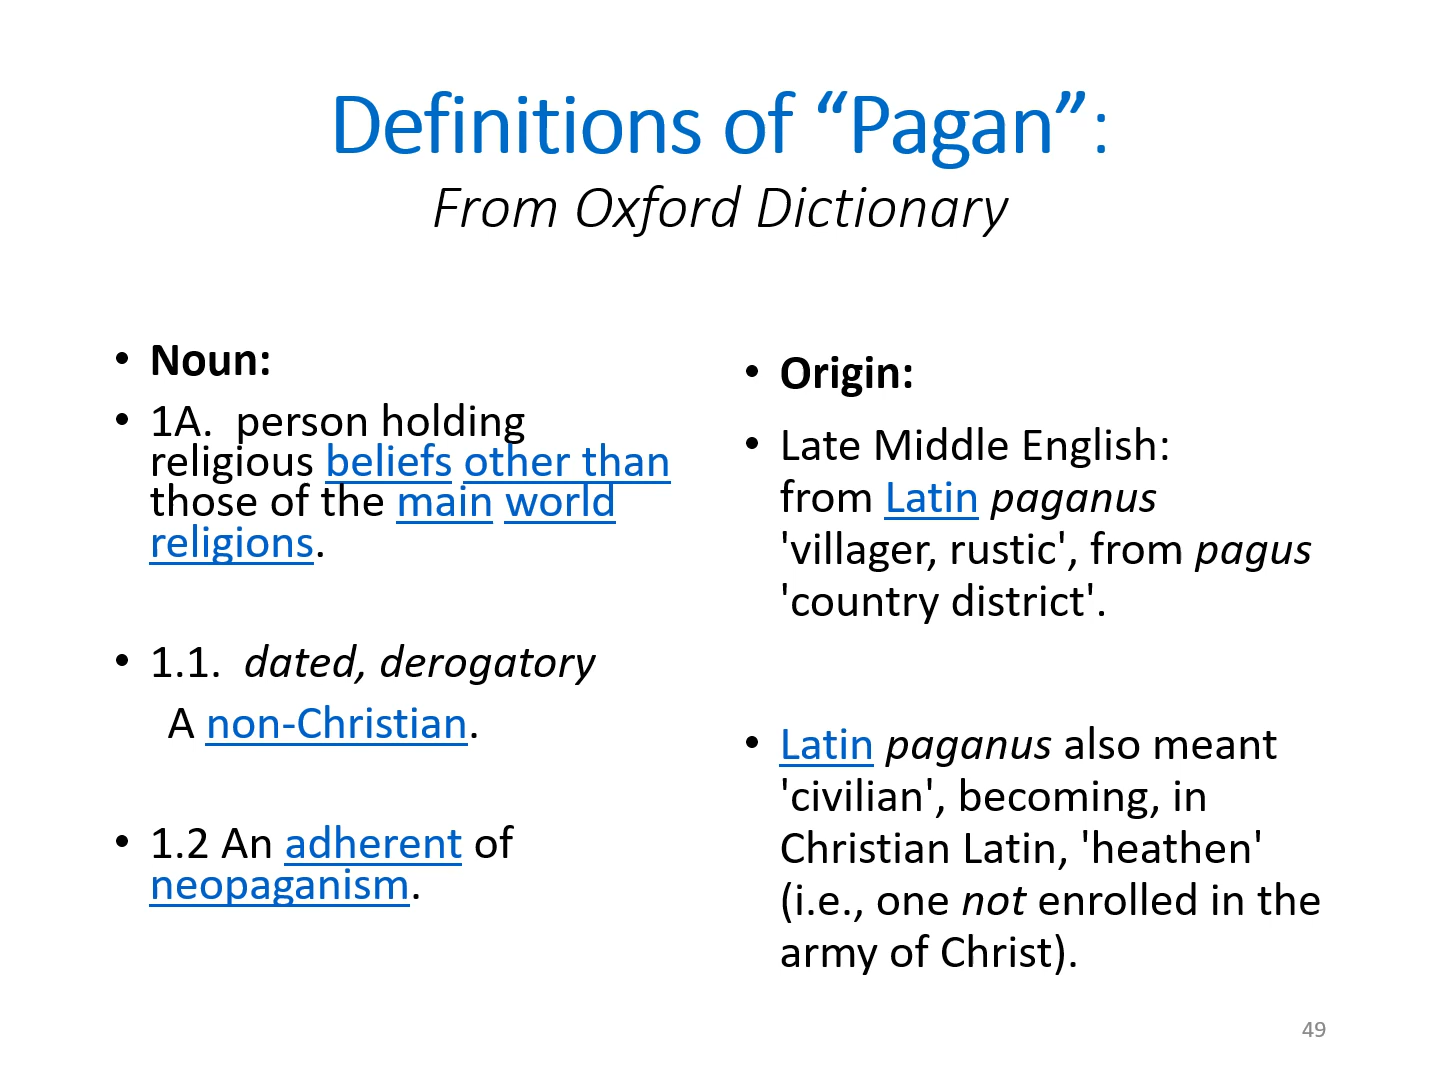 Definitions of “Pagan”:
From Oxford Dictionary
• Noun:
• 1A.  person holding
religious beliefs other than
those of the main world
religions.
• 1.1.  dated, derogatory
A non-Christian.
• 1.2 An adherent of
neopaganism.
• Origin:
• Late Middle English:
from Latin paganus
'villager, rustic', from pagus
'country district'.
• Latin paganus also meant
'civilian', becoming, in
Christian Latin, 'heathen'
(i.e., one not enrolled in the
army of Christ).
49